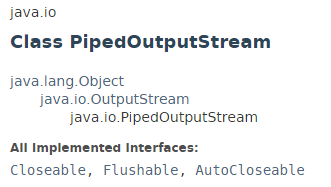 java.io
Class PipedOutputStream
java.lang.Object
java.io.OutputStream
java.io.PipedOutputStream
All Implemented Interfaces:
Closeable, Flushable, AutoCloseable